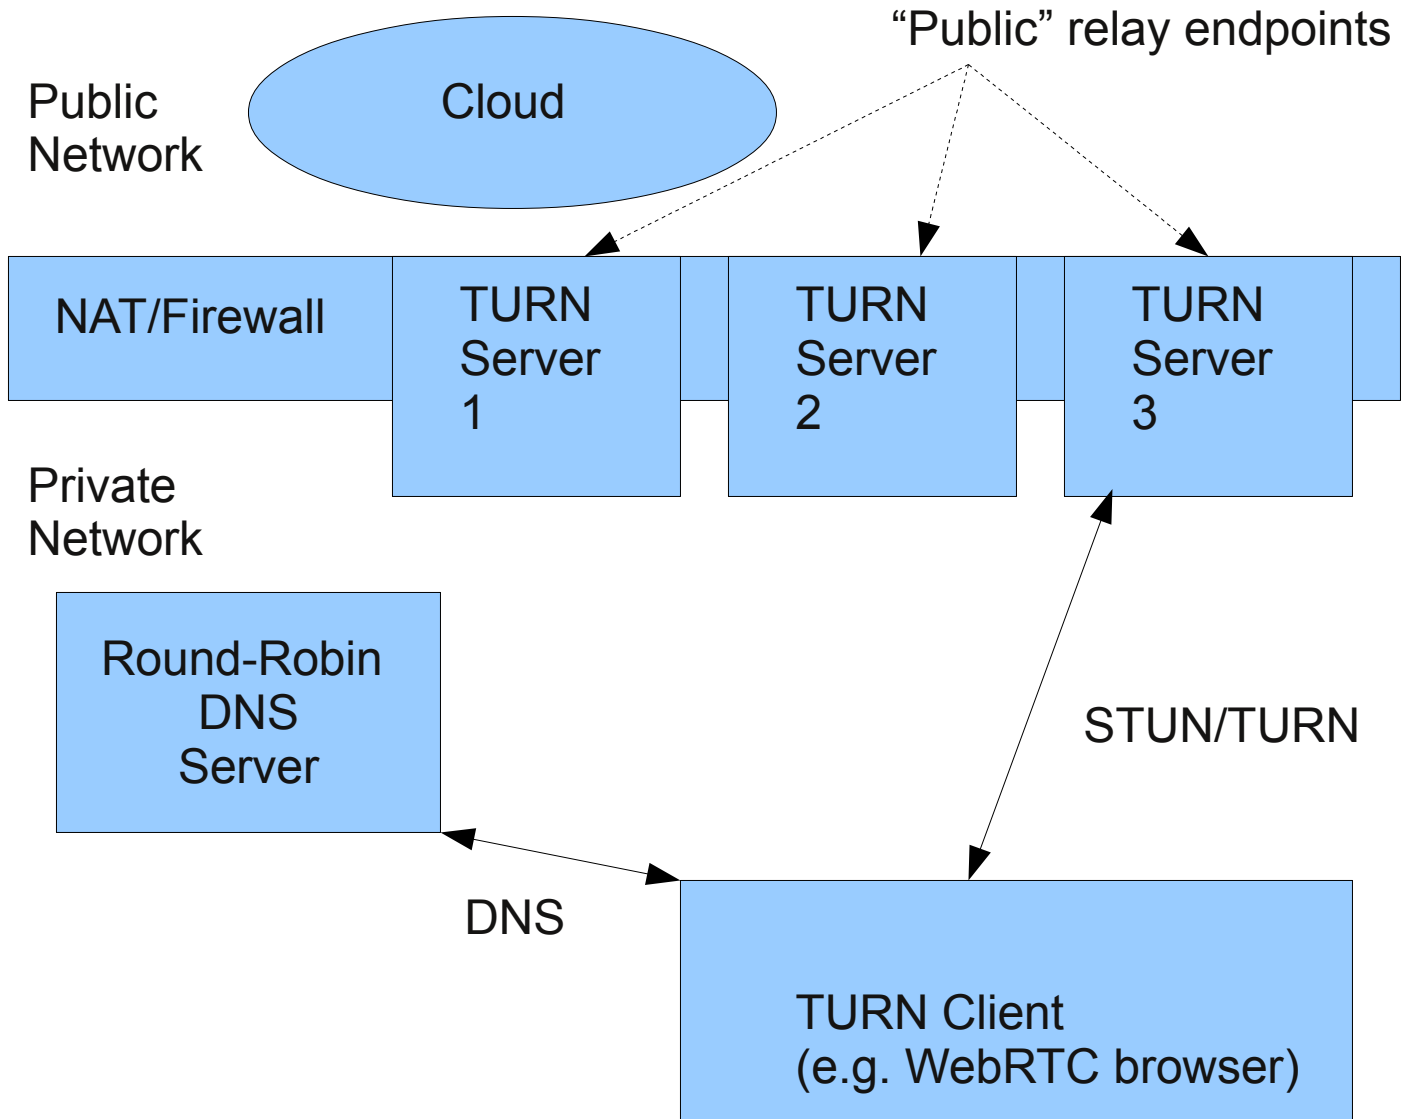 “Public” relay endpoints
Public
Network
Cloud
NAT/Firewall
TURN
Server
1
TURN
Server
2
TURN
Server
3
Private
Network
Round-Robin
DNS
Server
STUN/TURN
DNS
TURN Client
(e.g. WebRTC browser)